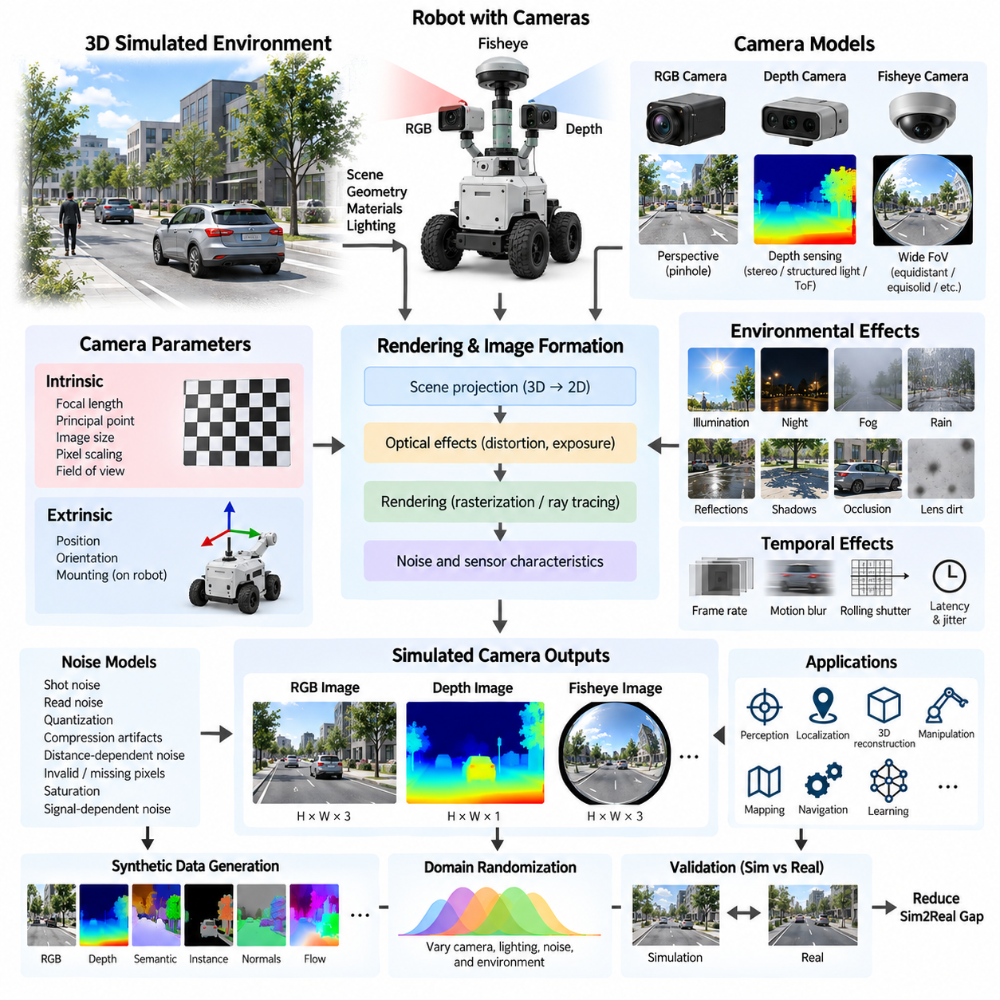 Robot with Cameras
3D Simulated Environment
Fisheye
RGB
Depth
Scene
Geometry
Materials
Lighting
Camera Models
RGB Camera
Depth Camera
Fisheye Camera
Perspective
(pinhole)
Depth sensing
(stereo / structured light /
ToF)
Wide FoV
(equidistant /
equisolid / etc.)
Camera Parameters
Intrinsic
Focal length
Principal point
Image size
Pixel scaling
Field of view
Extrinsic
Position
Orientation
Mounting (on robot)
Rendering & Image Formation
Scene projection (3D → 2D)
Optical effects (distortion, exposure)
Rendering (rasterization / ray tracing)
Noise and sensor characteristics
Environmental Effects
Illumination
Night
Fog
Rain
Reflections
Shadows
Occlusion
Lens dirt
Temporal Effects
Frame rate
Motion blur
Rolling shutter
Latency
& jitter
Noise Models
Shot noise
Read noise
Quantization
Compression artifacts
Distance-dependent noise
Invalid / missing pixels
Saturation
Signal-dependent noise
Simulated Camera Outputs
RGB Image
Depth Image
Fisheye Image
...
H × W × 3
H × W × 1
H × W × 3
Applications
Perception
Localization
3D
reconstruction
Manipulation
Mapping
Navigation
Learning
...
Synthetic Data Generation
RGB
Depth
Semantic
Instance
Normals
Flow
...
Domain Randomization
Vary camera, lighting, noise,
and environment
Validation (Sim vs Real)
Simulation
Real
Reduce
Sim2Real Gap